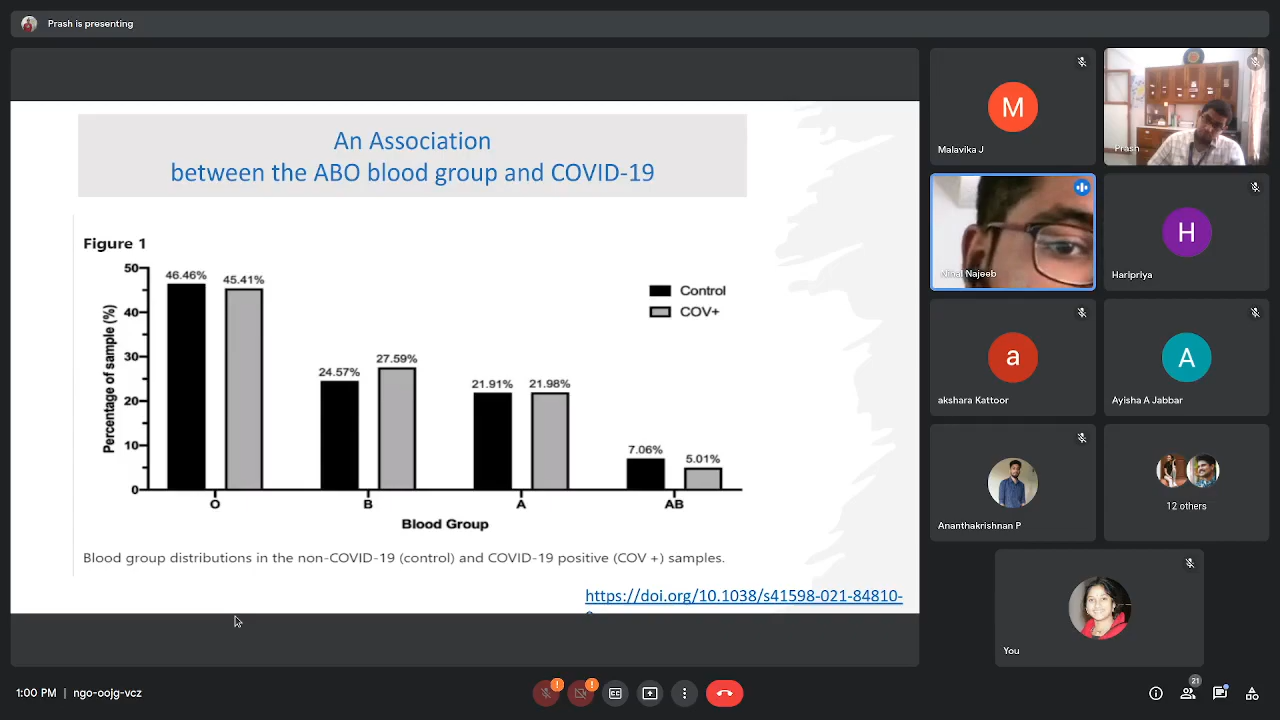 Prash is presenting
An Association
between the ABO blood group and COVID-19
Figure 1
Percentage of sample (%)
50
40
30
20
10
0
46.46%
45.41%
24.57%
27.59%
21.91%
21.98%
7.06%
5.01%
Control
COV+
O
B
A
AB
Blood Group
Blood group distributions in the non-COVID-19 (control) and COVID-19 positive (COV +) samples.
https://doi.org/10.1038/s41598-021-84810-
M
Malavika J
Prash
Nihal Najeeb
H
Haripriya
a
akshara Kattoor
A
Ayisha A Jabbar
Ananthakrishnan P
12 others
You
1:00 PM | ngo-oojg-vcz
!
!
21